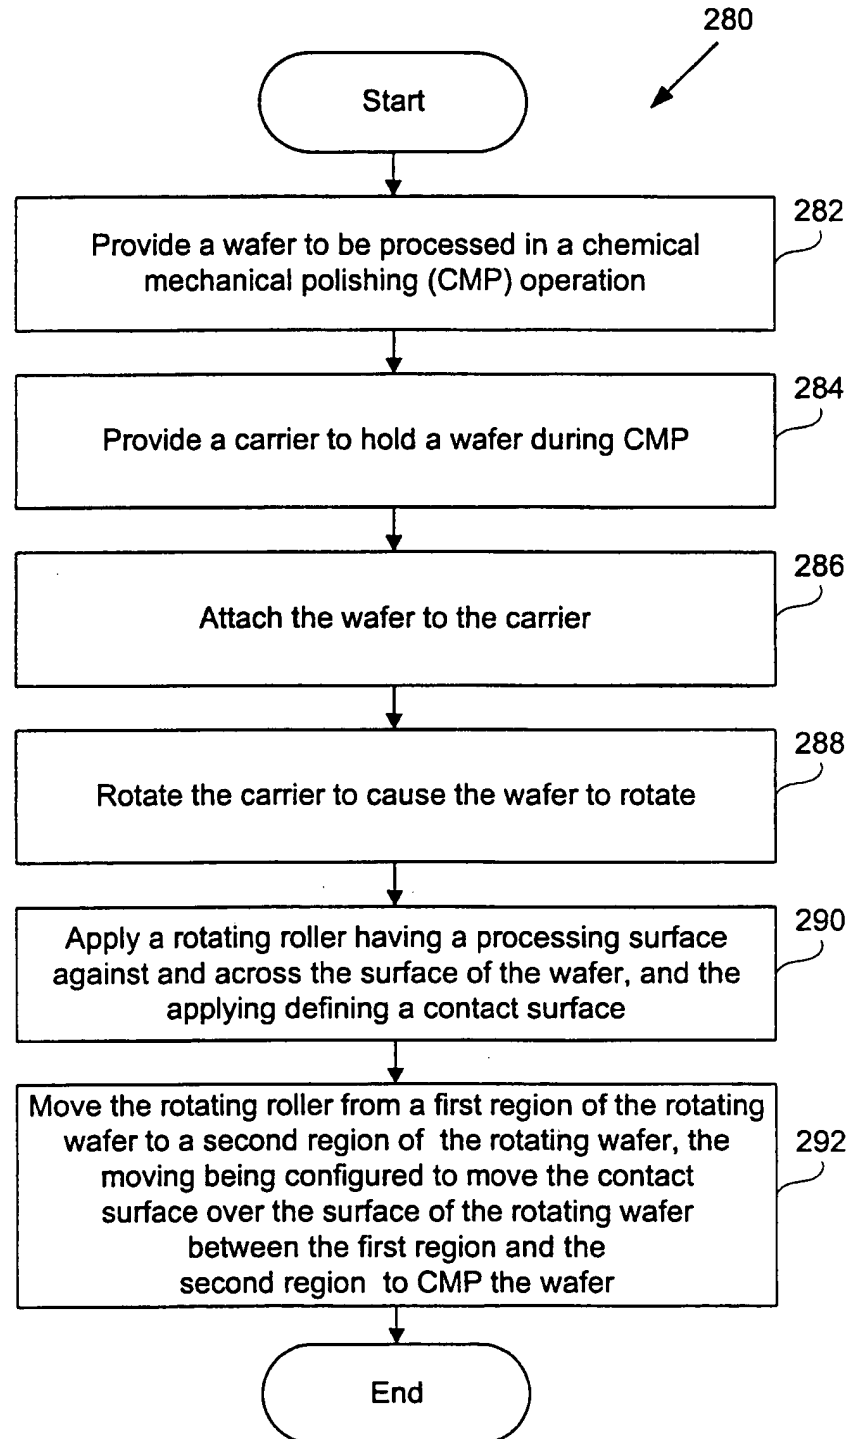 280
Start
282
Provide a wafer to be processed in a chemical
mechanical polishing (CMP) operation
284
Provide a carrier to hold a wafer during CMP
286
Attach the wafer to the carrier
288
Rotate the carrier to cause the wafer to rotate
290
Apply a rotating roller having a processing surface
against and across the surface of the wafer, and the
applying defining a contact surface
292
Move the rotating roller from a first region of the rotating
wafer to a second region of the rotating wafer, the
moving being configured to move the contact
surface over the surface of the rotating wafer
between the first region and the
second region to CMP the wafer
End